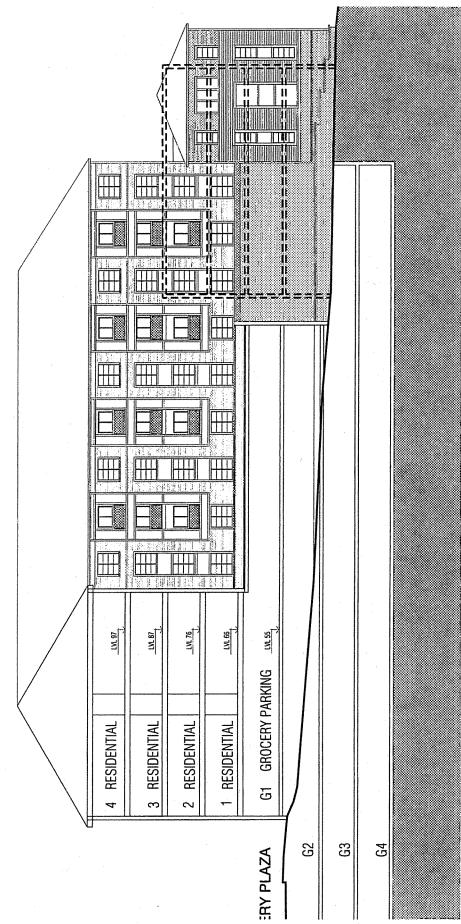 4 RESIDENTIAL
LVL 97
3 RESIDENTIAL
LVL 87
2 RESIDENTIAL
LVL 76
1 RESIDENTIAL
LVL 66
G1 GROCERY PARKING
LVL 55
ERY PLAZA
G2
G3
G4